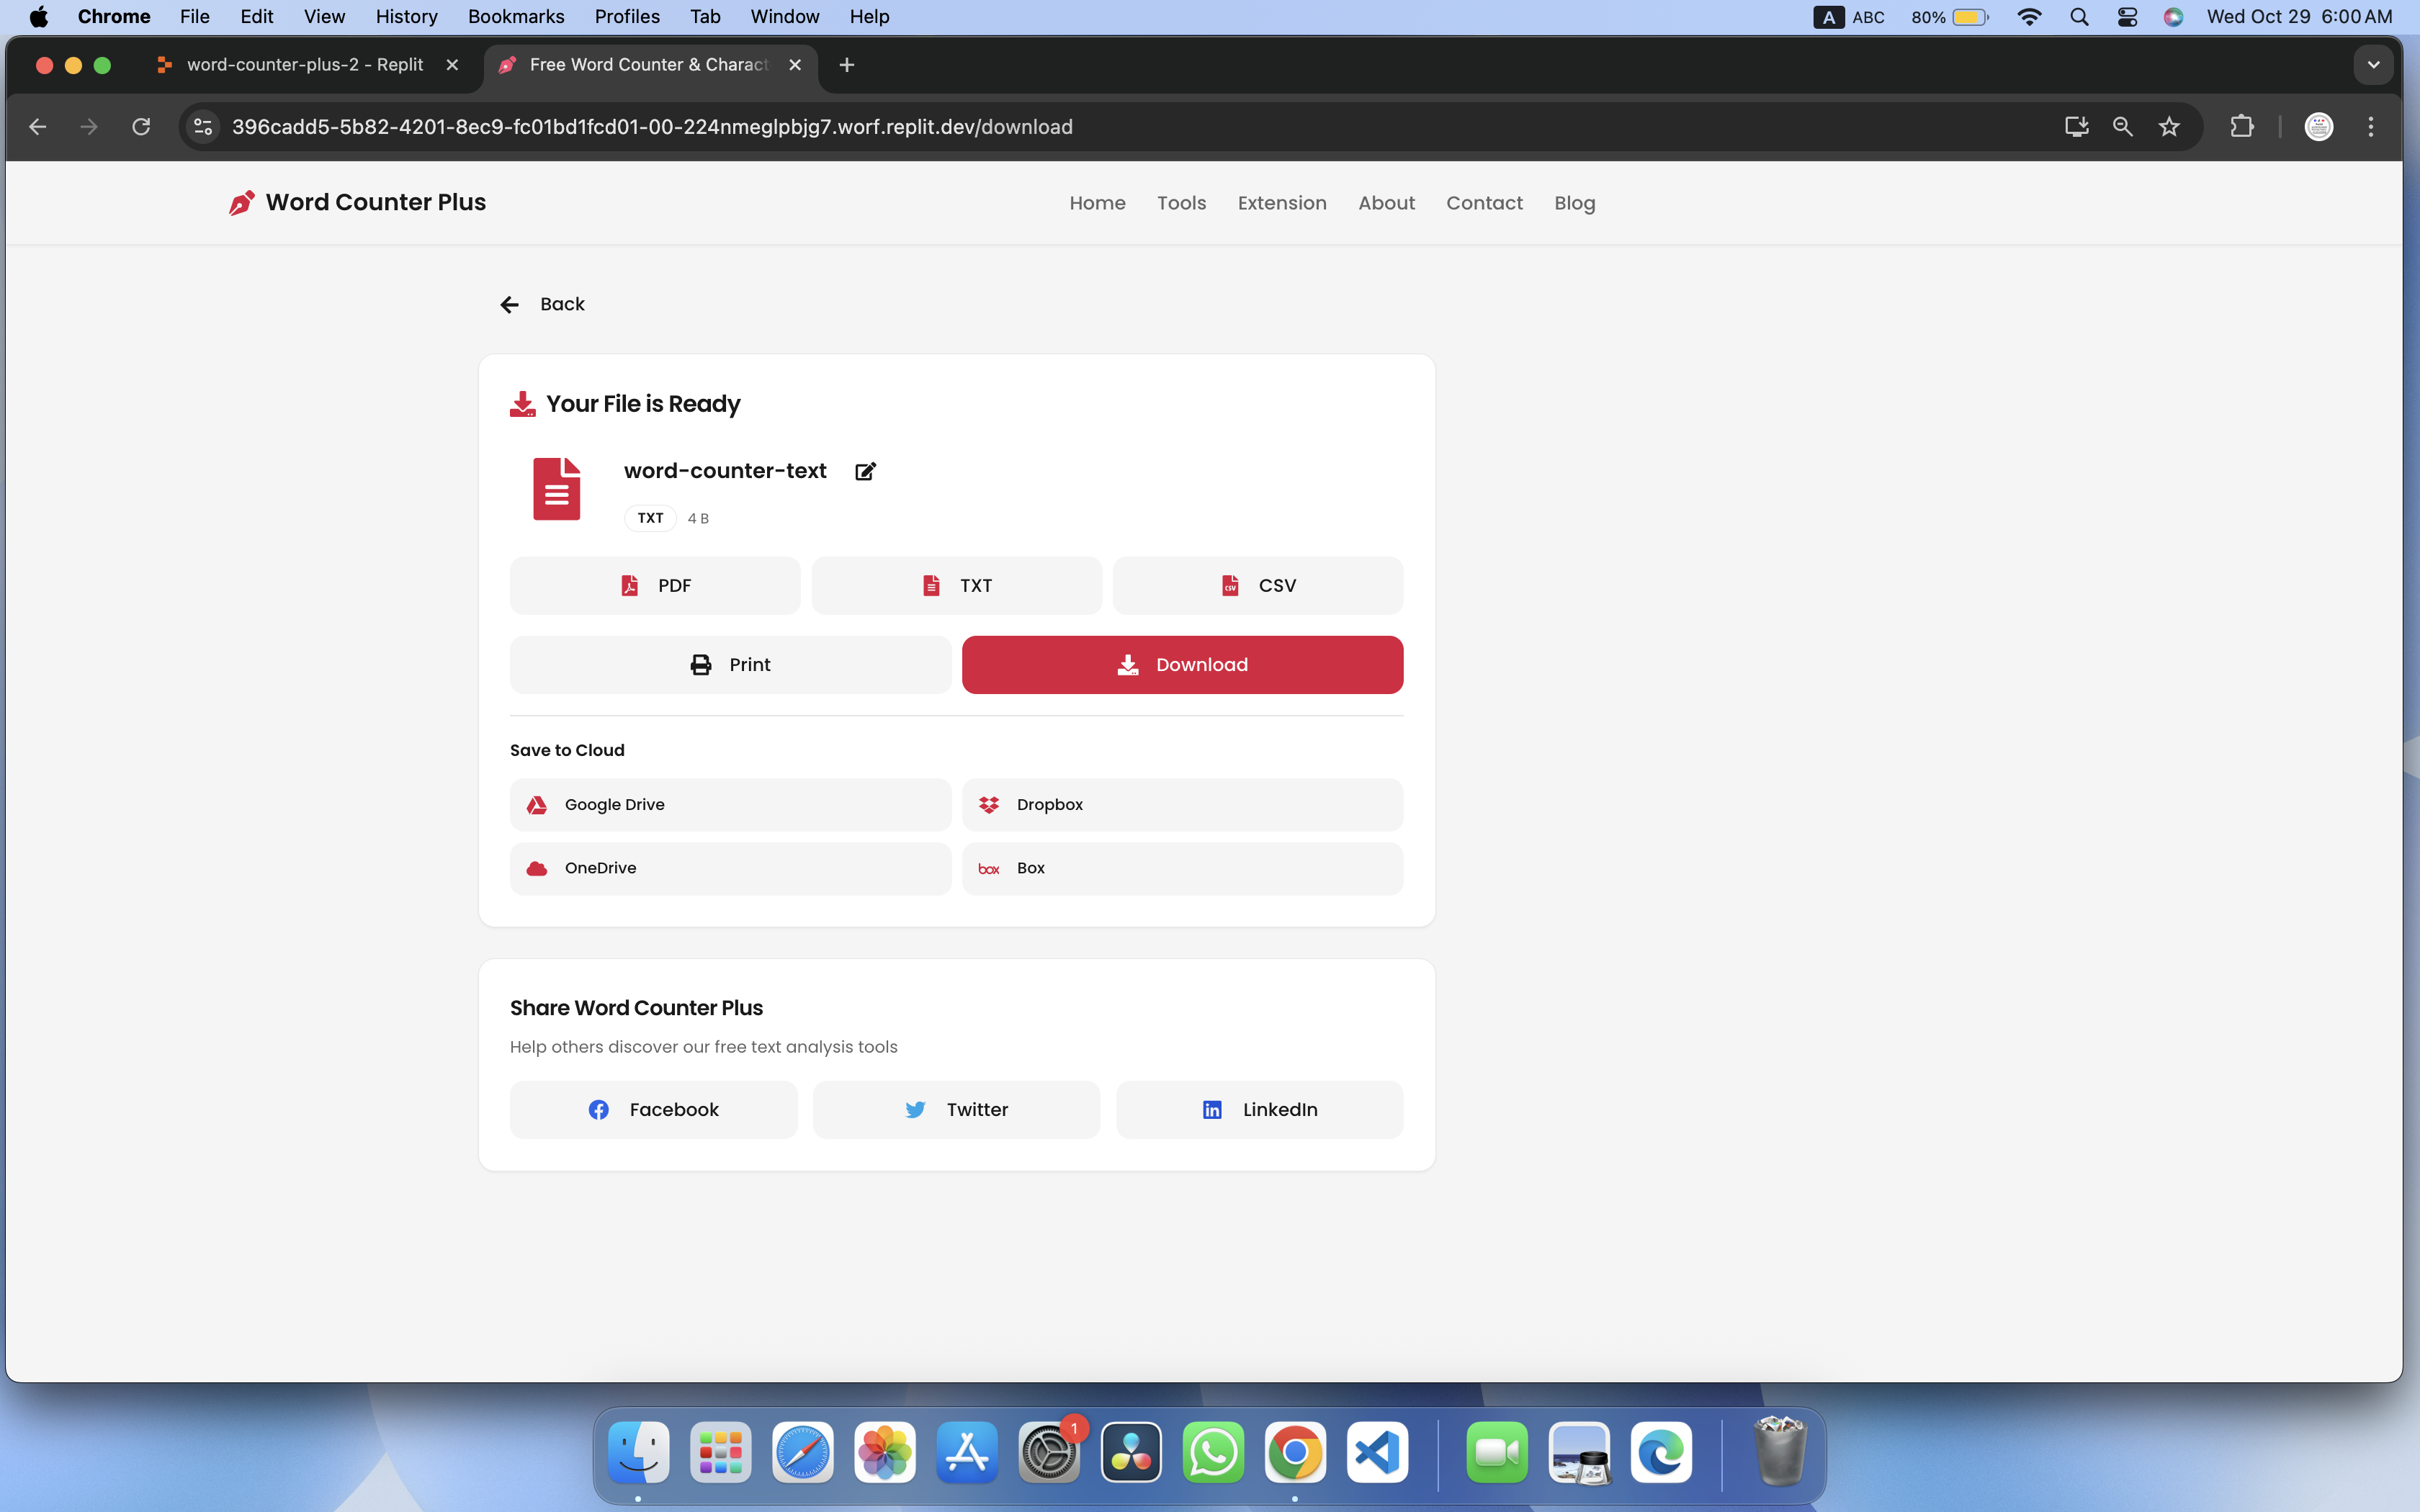 Chrome File Edit View History Bookmarks Profiles Tab Window Help A ABC 80% Wed Oct 29 6:00 AM
word-counter-plus-2 - Replit Free Word Counter & Charact
396cadd5-5b82-4201-8ec9-fc01bd1fcd01-00-224nmeglpbjg7.worf.replit.dev/download
Word Counter Plus Home Tools Extension About Contact Blog
Back
Your File is Ready
word-counter-text
TXT 4 B
PDF TXT CSV CSV
Print Download
Save to Cloud
Google Drive Dropbox
OneDrive box Box
Share Word Counter Plus
Help others discover our free text analysis tools
Facebook Twitter in LinkedIn
1